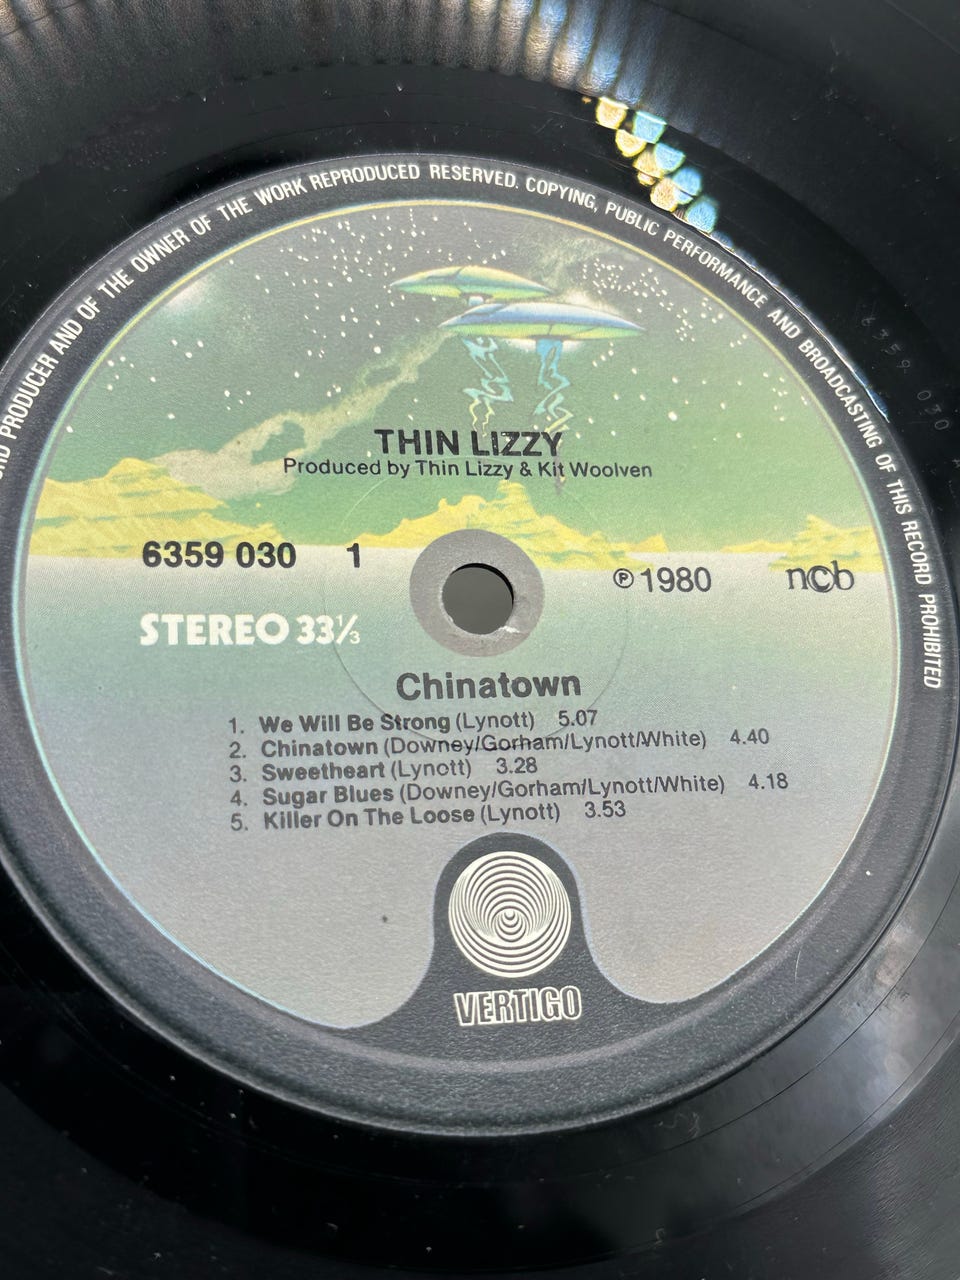 RD PRODUCER AND OF THE OWNER OF THE WORK REPRODUCED RESERVED. COPYING, PUBLIC PERFORMANCE AND BROADCASTING OF THIS RECORD PROHIBITED
6359 030
THIN LIZZY
Produced by Thin Lizzy & Kit Woolven
6359 030 1
℗ 1980 ncb
STEREO 33⅓
Chinatown
1. We Will Be Strong (Lynott) 5.07
2. Chinatown (Downey/Gorham/Lynott/White) 4.40
3. Sweetheart (Lynott) 3.28
4. Sugar Blues (Downey/Gorham/Lynott/White) 4.18
5. Killer On The Loose (Lynott) 3.53
VERTIGO